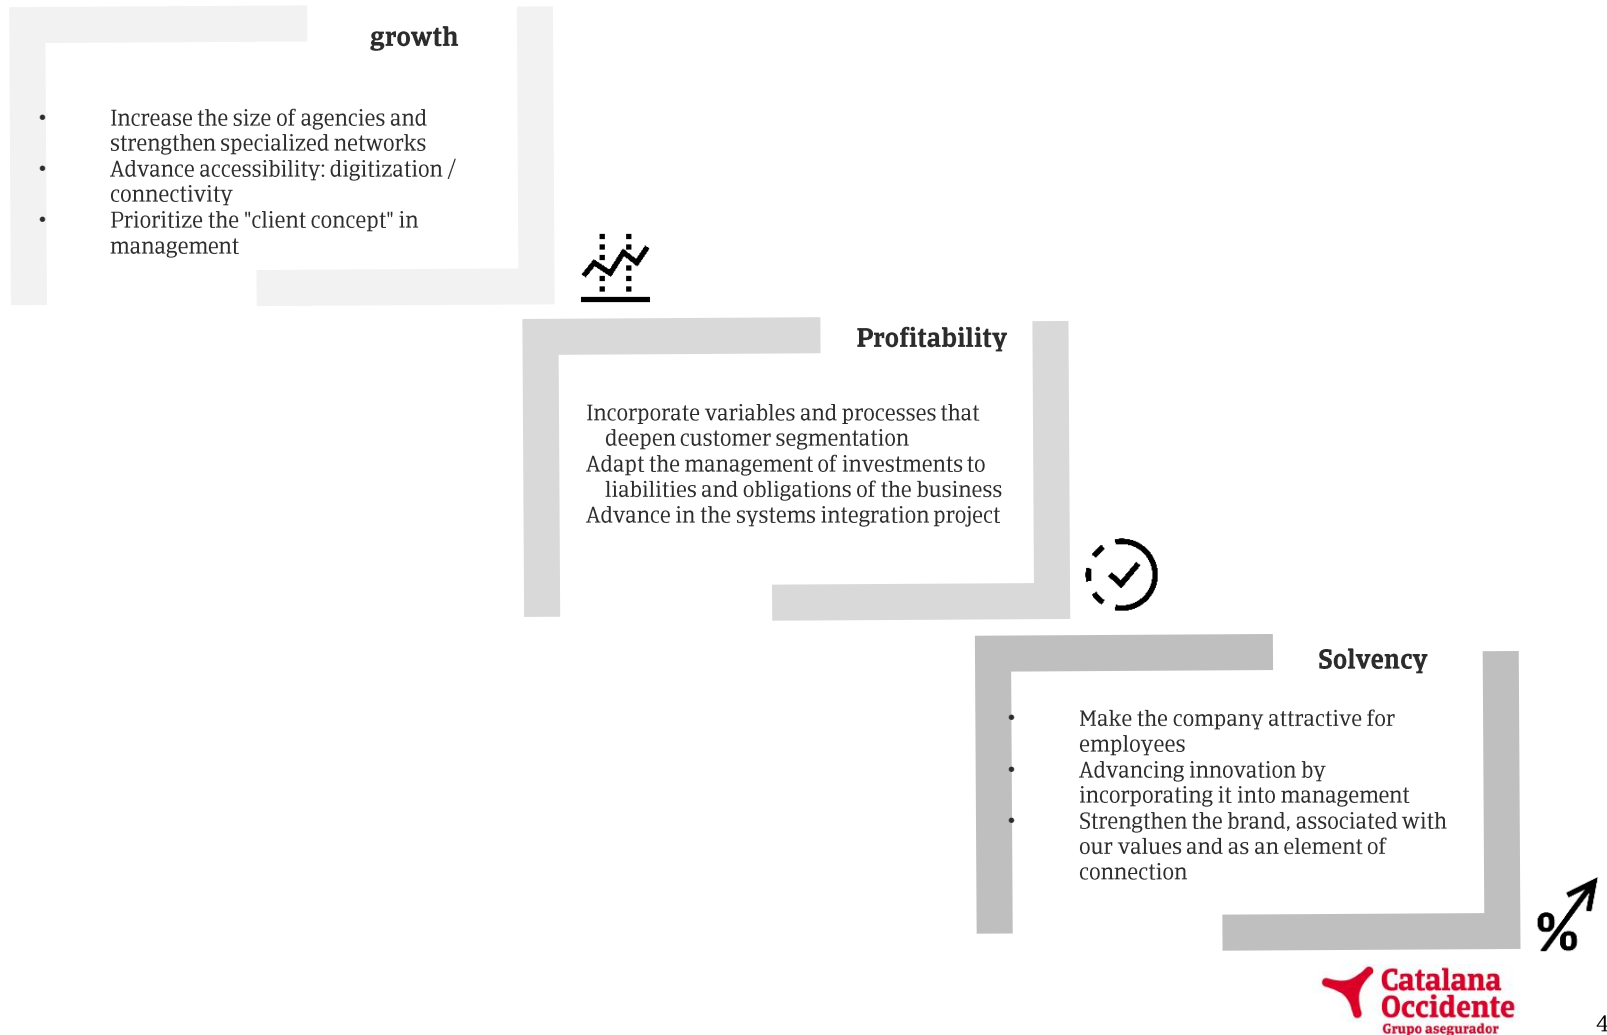 growth
• Increase the size of agencies and
strengthen specialized networks
• Advance accessibility: digitization /
connectivity
• Prioritize the "client concept" in
management
Profitability
Incorporate variables and processes that
deepen customer segmentation
Adapt the management of investments to
liabilities and obligations of the business
Advance in the systems integration project
Solvency
• Make the company attractive for
employees
• Advancing innovation by
incorporating it into management
• Strengthen the brand, associated with
our values and as an element of
connection
%
Catalana
Occidente
Grupo asegurador
4